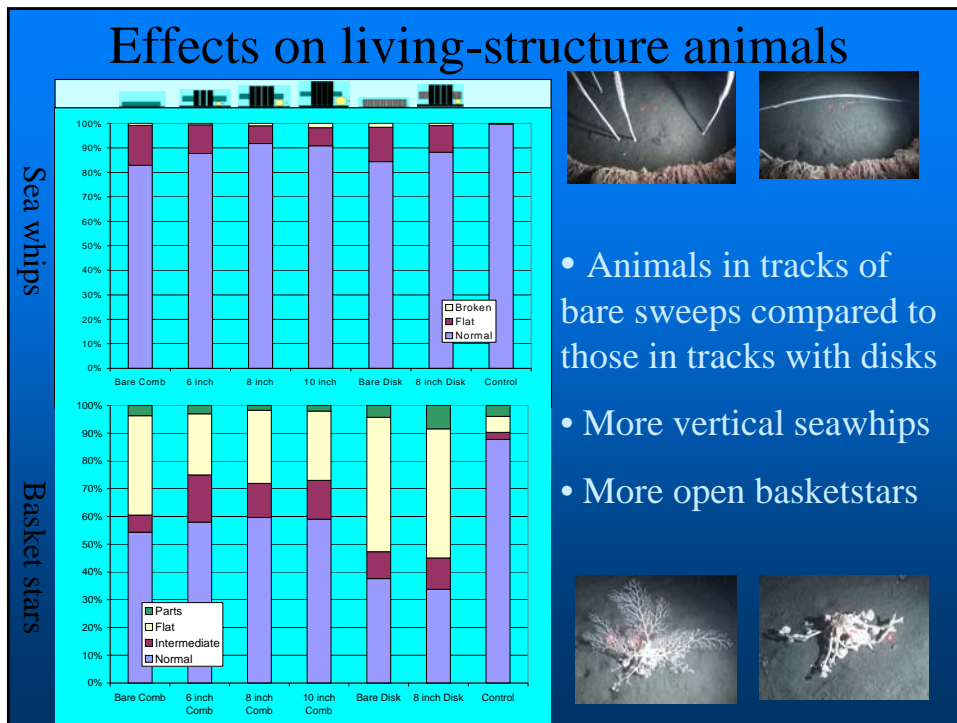 Effects on living-structure animals
Sea whips
100%
90%
80%
70%
60%
50%
40%
30%
20%
10%
0%
Broken
Flat
Normal
Bare Comb 6 inch 8 inch 10 inch Bare Disk 8 inch Disk Control
Basket stars
100%
90%
80%
70%
60%
50%
40%
30%
20%
10%
0%
Parts
Flat
Intermediate
Normal
Bare Comb 6 inch 8 inch 10 inch Bare Disk 8 inch Disk Control
Comb Comb Comb
• Animals in tracks of
bare sweeps compared to
those in tracks with disks
• More vertical seawhips
• More open basketstars